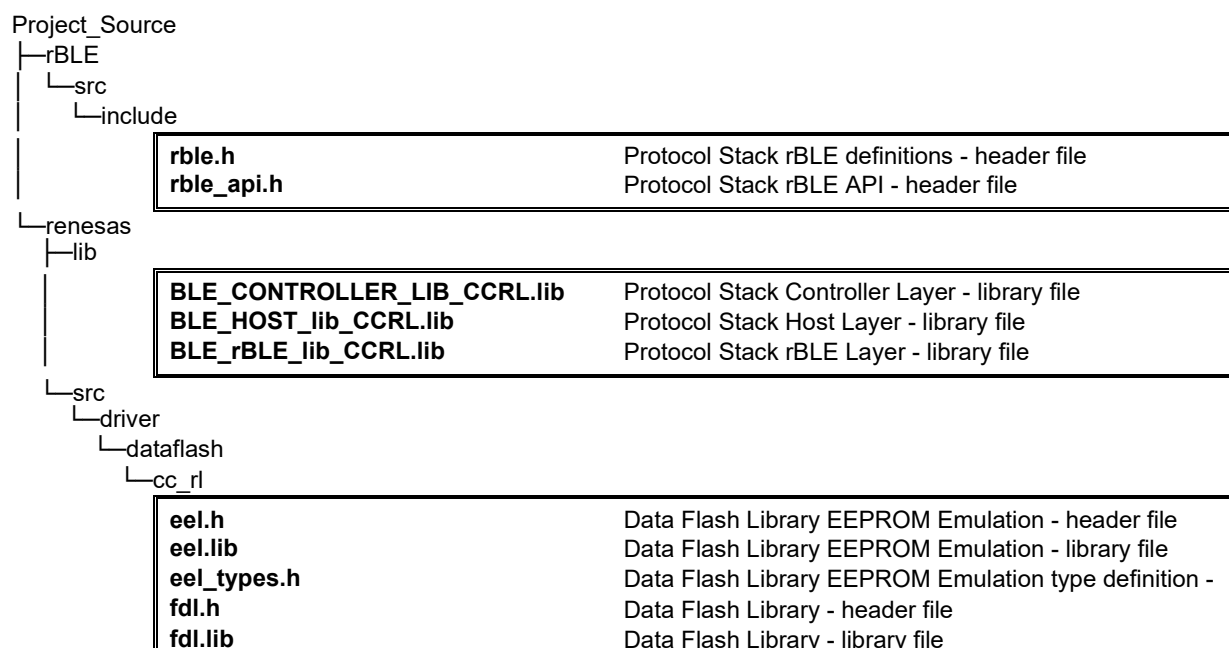 Project_Source
├─rBLE
│ └─src
│ └─include
│ rble.h Protocol Stack rBLE definitions - header file
│ rble_api.h Protocol Stack rBLE API - header file
└─renesas
├─lib
│ BLE_CONTROLLER_LIB_CCRL.lib Protocol Stack Controller Layer - library file
│ BLE_HOST_lib_CCRL.lib Protocol Stack Host Layer - library file
│ BLE_rBLE_lib_CCRL.lib Protocol Stack rBLE Layer - library file
└─src
└─driver
└─dataflash
└─cc_rl
eel.h Data Flash Library EEPROM Emulation - header file
eel.lib Data Flash Library EEPROM Emulation - library file
eel_types.h Data Flash Library EEPROM Emulation type definition -
fdl.h Data Flash Library - header file
fdl.lib Data Flash Library - library file